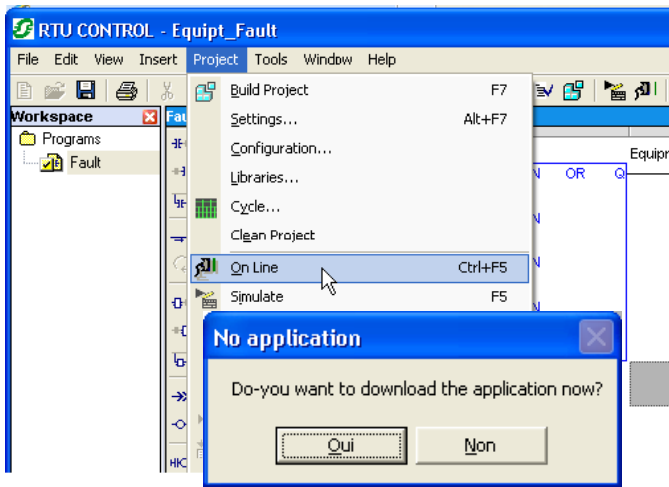 RTU CONTROL - Equipt_Fault
File Edit View Insert Project Tools Window Help
Workspace
Programs
Fault
Build Project F7
Settings... Alt+F7
Configuration...
Libraries...
Cycle...
Clean Project
On Line Ctrl+F5
Simulate F5
OR Q
No application
Do-you want to download the application now?
Oui Non